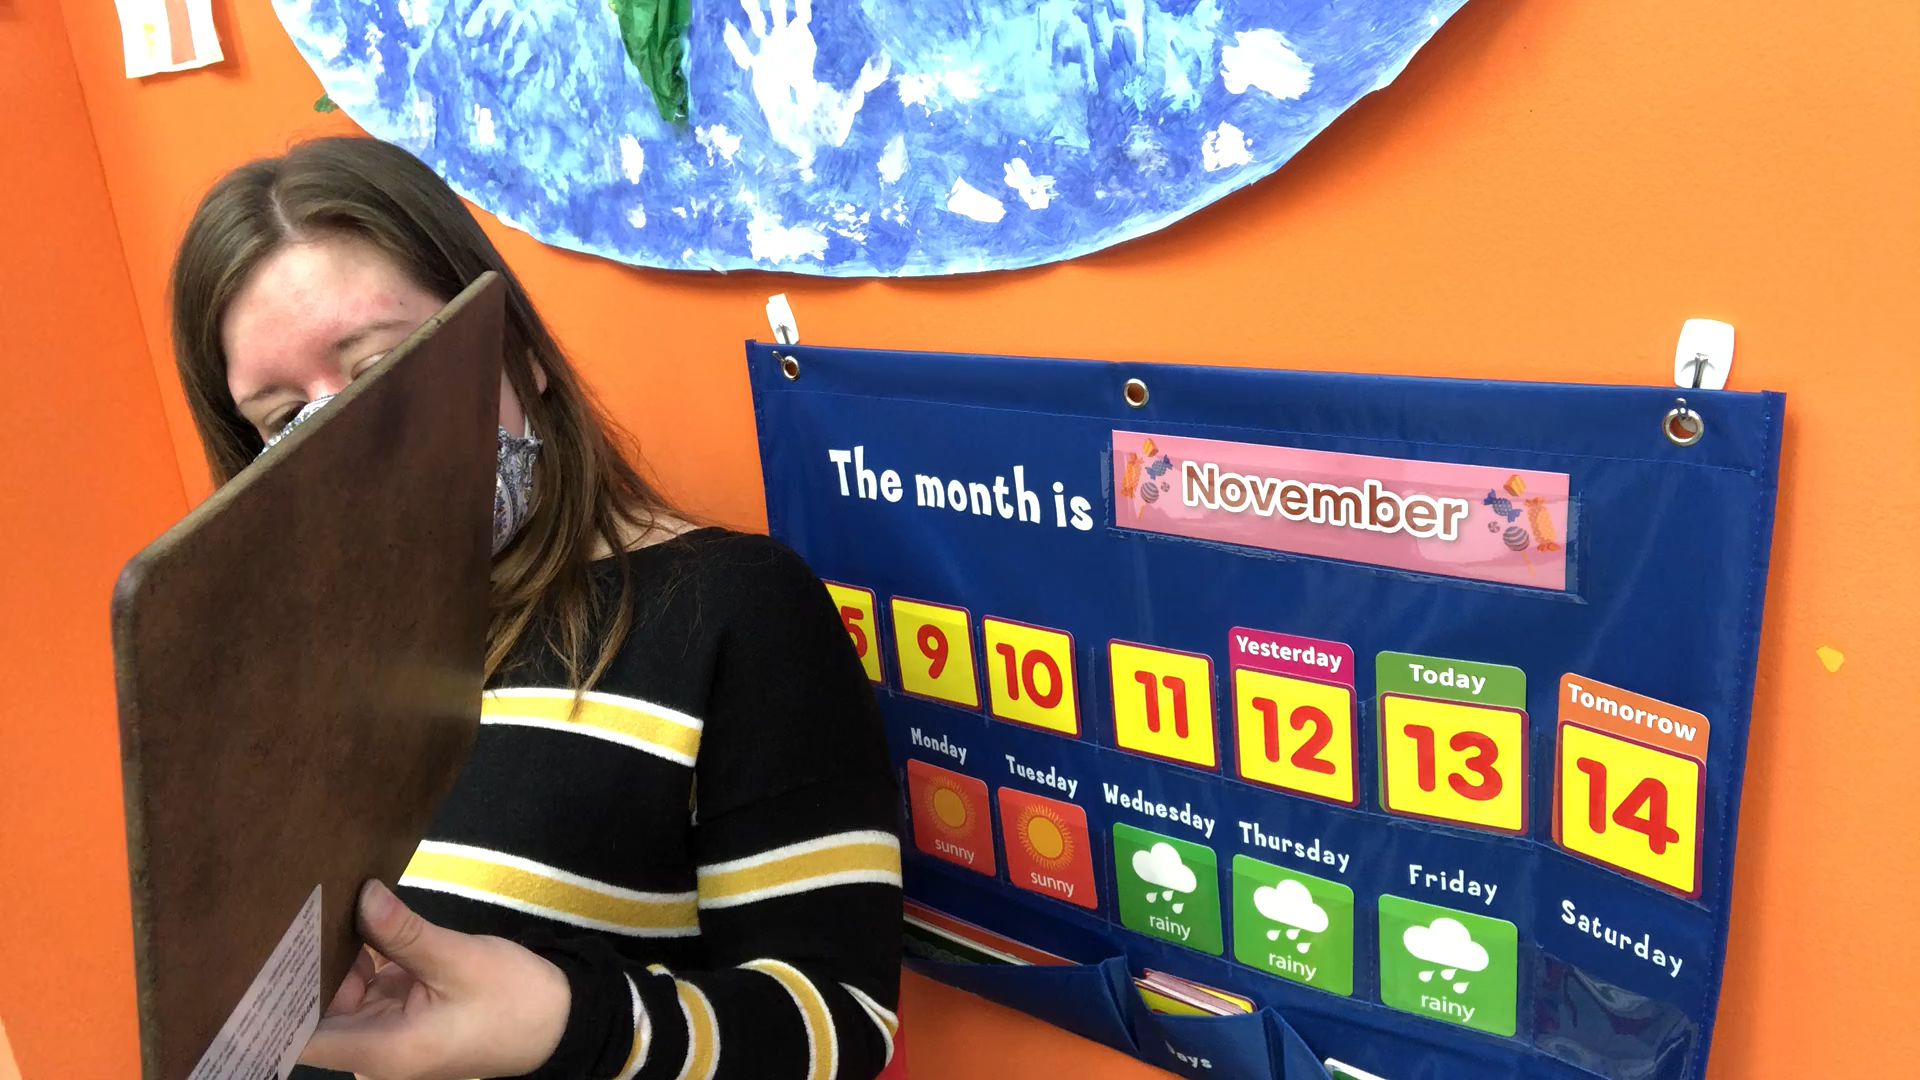 The month is November
5 9 10 11 12 13 14
Yesterday Today Tomorrow
Monday Tuesday Wednesday Thursday Friday Saturday
sunny sunny rainy rainy rainy